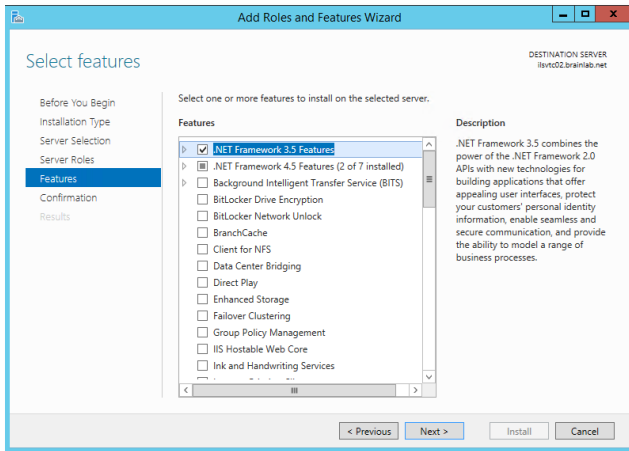 Add Roles and Features Wizard
Select features
DESTINATION SERVER
ilsvtc02.brainlab.net
Before You Begin
Installation Type
Server Selection
Server Roles
Features
Confirmation
Results
Select one or more features to install on the selected server.
Features
.NET Framework 3.5 Features
.NET Framework 4.5 Features (2 of 7 installed)
Background Intelligent Transfer Service (BITS)
BitLocker Drive Encryption
BitLocker Network Unlock
BranchCache
Client for NFS
Data Center Bridging
Direct Play
Enhanced Storage
Failover Clustering
Group Policy Management
IIS Hostable Web Core
Ink and Handwriting Services
Description
.NET Framework 3.5 combines the
power of the .NET Framework 2.0
APIs with new technologies for
building applications that offer
appealing user interfaces, protect
your customers' personal identity
information, enable seamless and
secure communication, and provide
the ability to model a range of
business processes.
< Previous
Next >
Install
Cancel